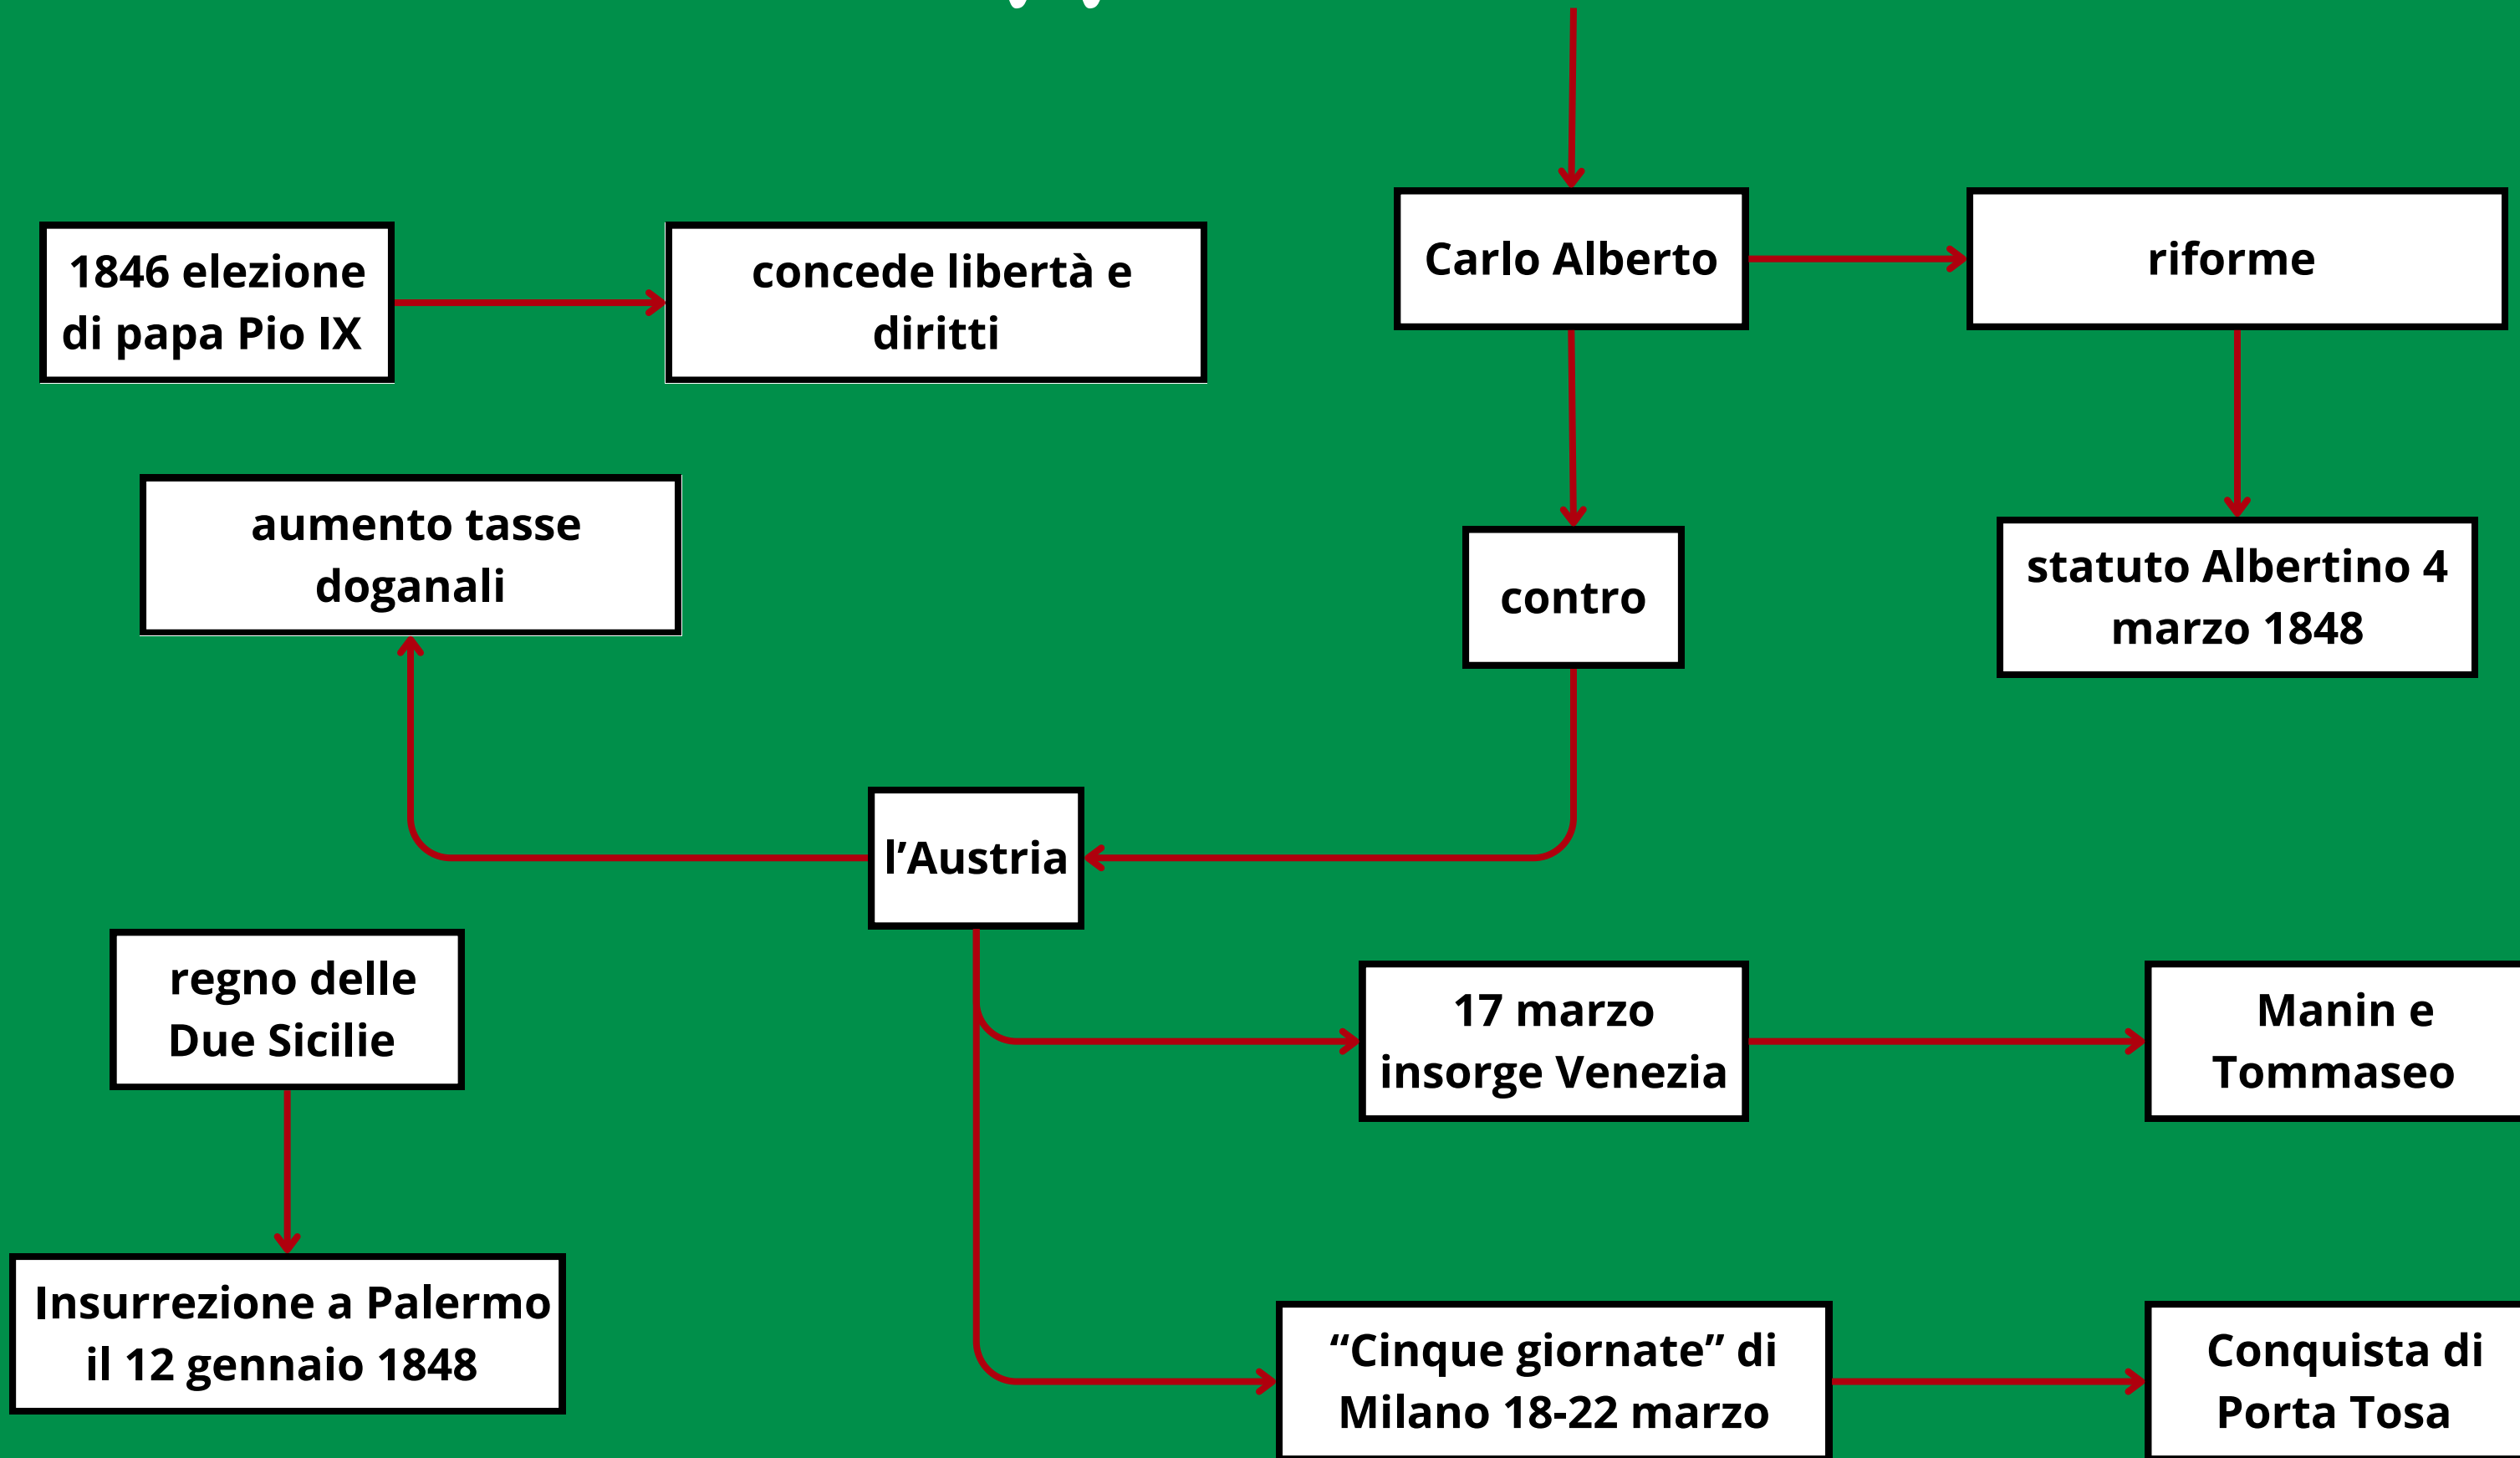 1846 elezione
di papa Pio IX
concede libertà e
diritti
Carlo Alberto
riforme
aumento tasse
doganali
contro
statuto Albertino 4
marzo 1848
l’Austria
regno delle
Due Sicilie
17 marzo
insorge Venezia
Manin e
Tommaseo
Insurrezione a Palermo
il 12 gennaio 1848
“Cinque giornate” di
Milano 18-22 marzo
Conquista di
Porta Tosa